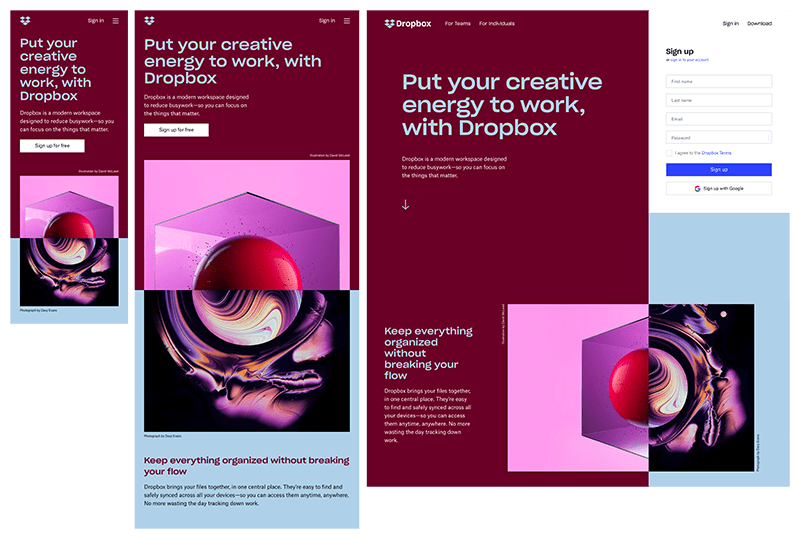 Sign in
Put your
creative
energy to
work, with
Dropbox
Dropbox is a modern workspace
designed to reduce busywork—so you
can focus on the things that matter.
Sign up for free
Illustration by David McLeod
Photograph by Davy Evans
Sign in
Put your creative
energy to work, with
Dropbox
Dropbox is a modern workspace designed
to reduce busywork—so you can focus on
the things that matter.
Sign up for free
Illustration by David McLeod
Photograph by Davy Evans
Keep everything organized without breaking
your flow
Dropbox brings your files together, in one central place. They're easy to find and
safely synced across all your devices—so you can access them anytime, anywhere.
No more wasting the day tracking down work.
Dropbox
For Teams
For Individuals
Put your creative
energy to work,
with Dropbox
Dropbox is a modern workspace designed
to reduce busywork—so you can focus on
the things that matter.
Keep everything
organized
without
breaking your
flow
Dropbox brings your files together,
in one central place. They're easy
to find and safely synced across all
your devices—so you can access
them anytime, anywhere. No more
wasting the day tracking down
work.
Illustration by David McLeod
Photograph by Davy Evans
Sign in
Download
Sign up
or sign in to your account
First name
Last name
Email
Password
I agree to the Dropbox Terms
Sign up
Sign up with Google